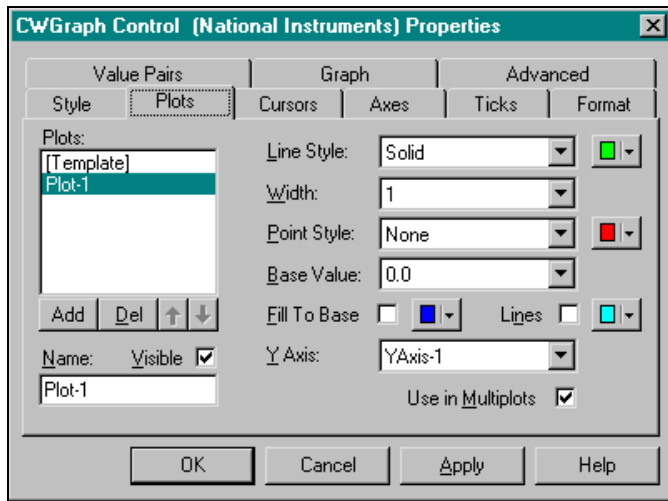 CWGraph Control (National Instruments) Properties
Value Pairs Graph Advanced
Style Plots Cursors Axes Ticks Format
Plots:
[Template]
Plot-1
Add Del
Name: Visible
Plot-1
Line Style: Solid
Width: 1
Point Style: None
Base Value: 0.0
Fill To Base Lines
Y Axis: YAxis-1
Use in Multiplots
OK Cancel Apply Help